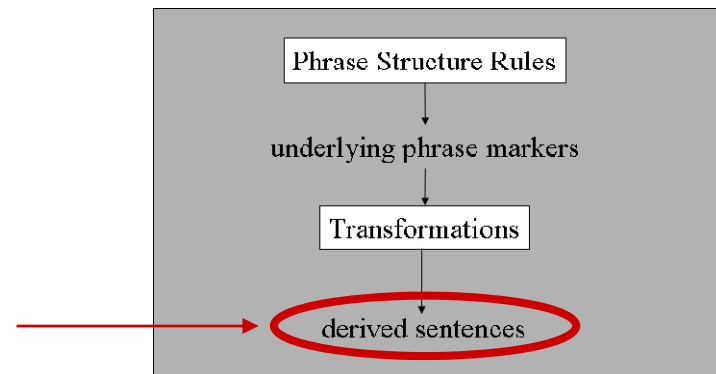 Phrase Structure Rules
underlying phrase markers
Transformations
derived sentences